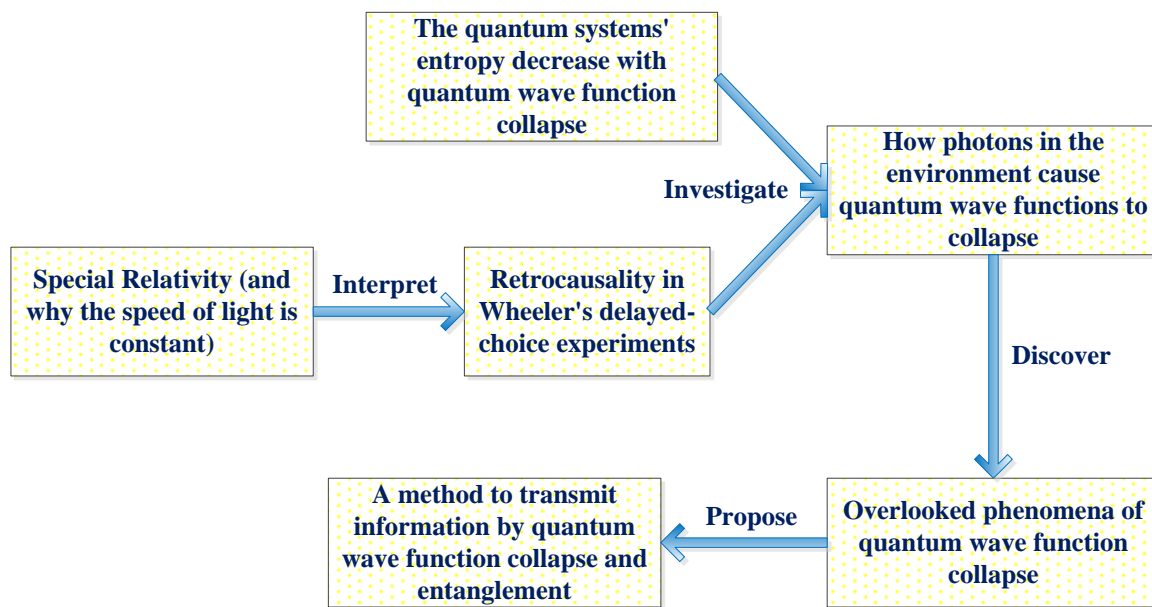 The quantum systems'
entropy decrease with
quantum wave function
collapse
Investigate
How photons in the
environment cause
quantum wave functions to
collapse
Special Relativity (and
why the speed of light is
constant)
Interpret
Retrocausality in
Wheeler's delayed-
choice experiments
Discover
A method to transmit
information by quantum
wave function collapse and
entanglement
Propose
Overlooked phenomena of
quantum wave function
collapse